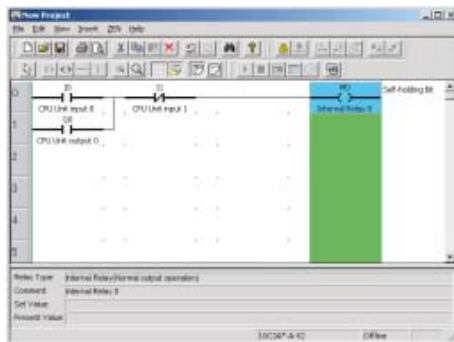 New Project
File Edit View Insert ZEN Help
0
I0
I1
M0
CPU Unit input 0
CPU Unit input 1
Internal Relay 0
Self-holding Bit
1
Q0
CPU Unit output 0
2
3
4
5
Relay Type Internal Relay(Normal output operation)
Comment Internal Relay 0
Set Value
Present Value
Offline